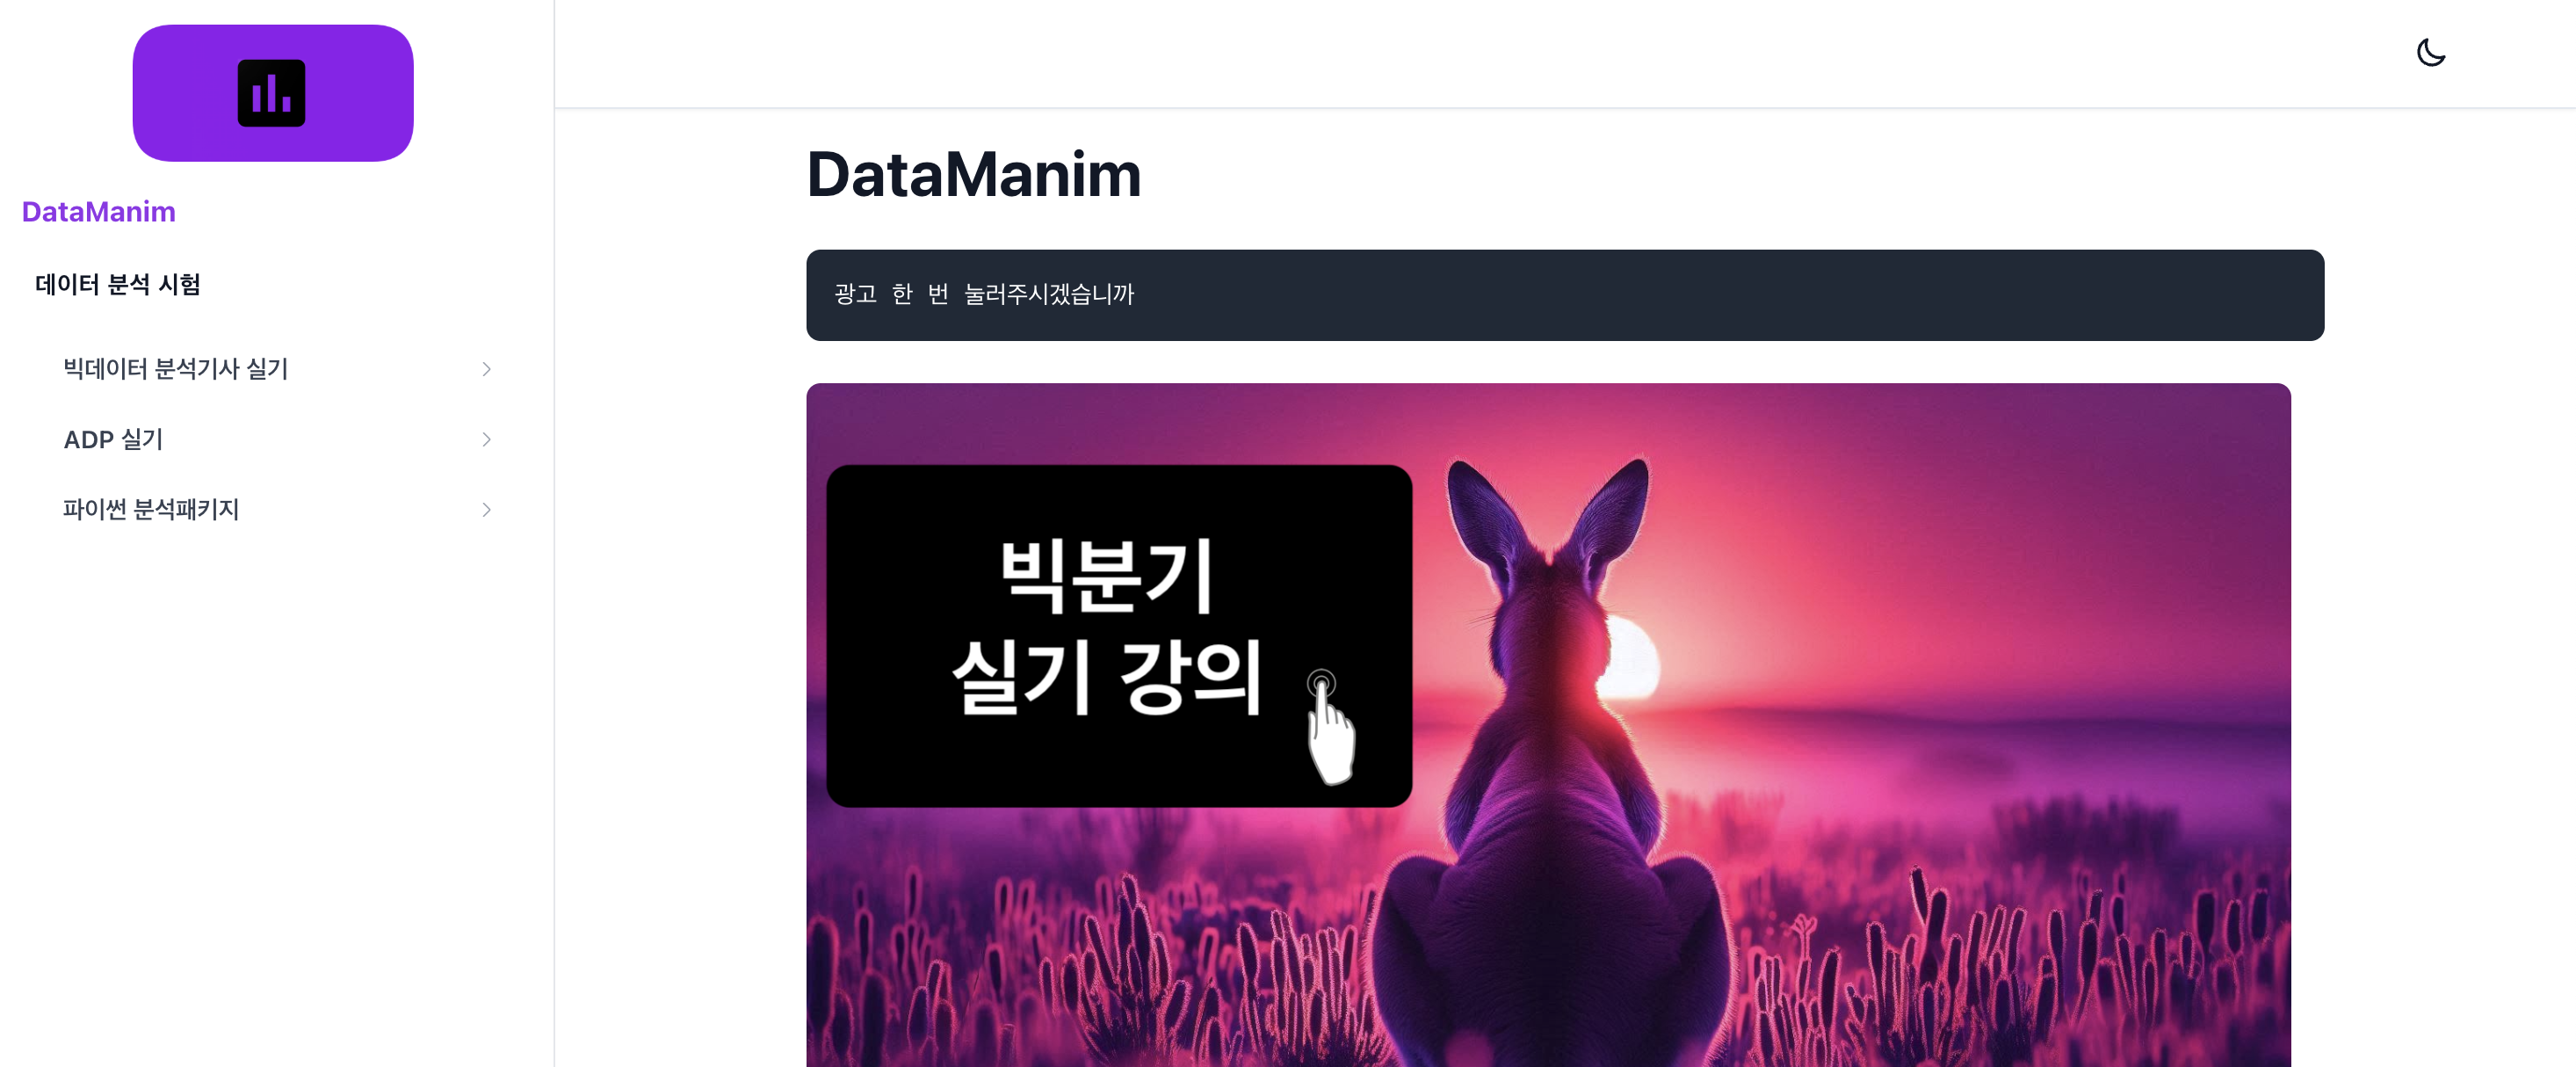 DataManim
데이터 분석 시험
빅데이터 분석기사 실기
ADP 실기
파이썬 분석패키지
DataManim
광고 한 번 눌러주시겠습니까
빅분기
실기 강의